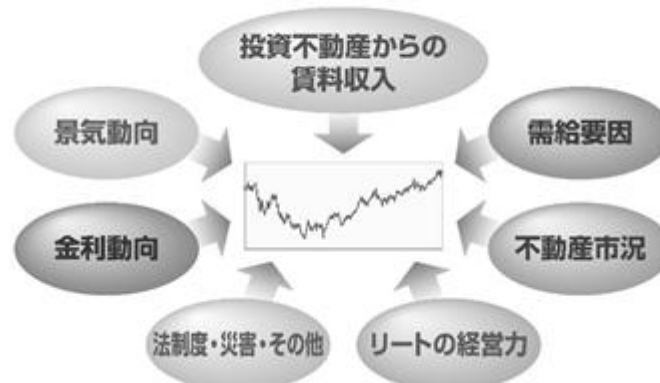 投資不動産からの
賃料収入
景気動向
需給要因
金利動向
不動産市況
法制度・災害・その他
リートの経営力